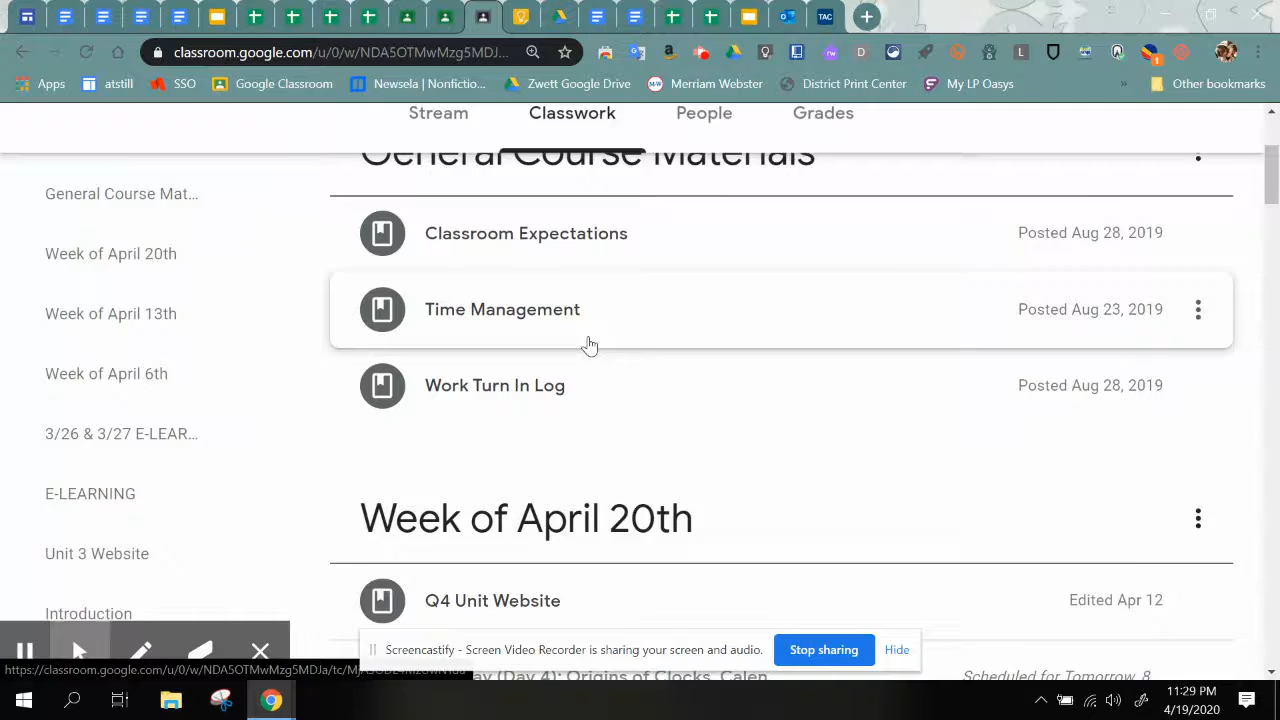 TAC
classroom.google.com/u/0/w/NDA5OTMwMzg5MDJ...
Apps
atstill
SSO
Google Classroom
Newsela | Nonfictio...
Zwett Google Drive
Merriam Webster
District Print Center
My LP Oasys
»
Other bookmarks
Stream
Classwork
People
Grades
General Course Materials
General Course Mat...
Classroom Expectations
Posted Aug 28, 2019
Week of April 20th
Time Management
Posted Aug 23, 2019
Week of April 13th
Week of April 6th
Work Turn In Log
Posted Aug 28, 2019
3/26 & 3/27 E-LEAR...
E-LEARNING
Week of April 20th
Unit 3 Website
Q4 Unit Website
Edited Apr 12
Introduction
Screencastify - Screen Video Recorder is sharing your screen and audio.
Stop sharing
Hide
(Day 4): Origins of Clocks, Calen
Scheduled for Tomorrow, 8
11:29 PM
4/19/2020